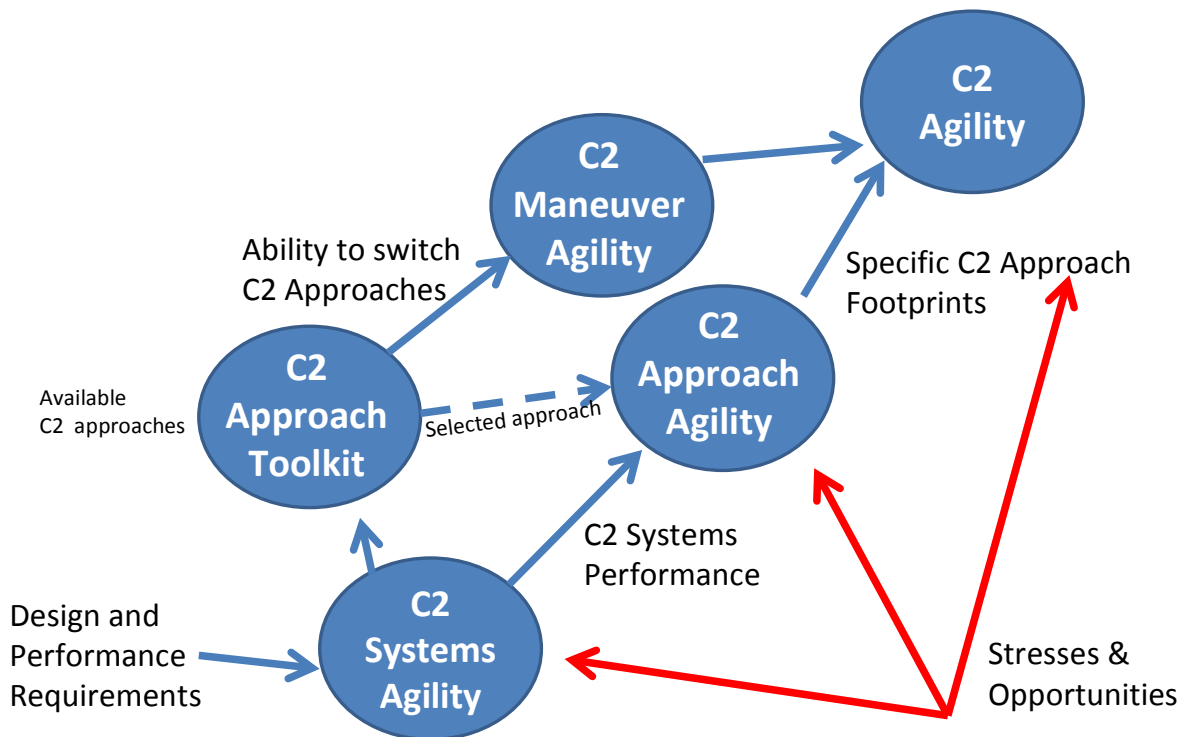 C2
Agility
C2
Maneuver
Agility
Ability to switch
C2 Approaches
Specific C2 Approach
Footprints
C2
Approach
Agility
C2
Approach
Toolkit
Available
C2  approaches
Selected approach
C2 Systems
Performance
C2
Systems
Agility
Design and
Performance
Requirements
Stresses &
Opportunities